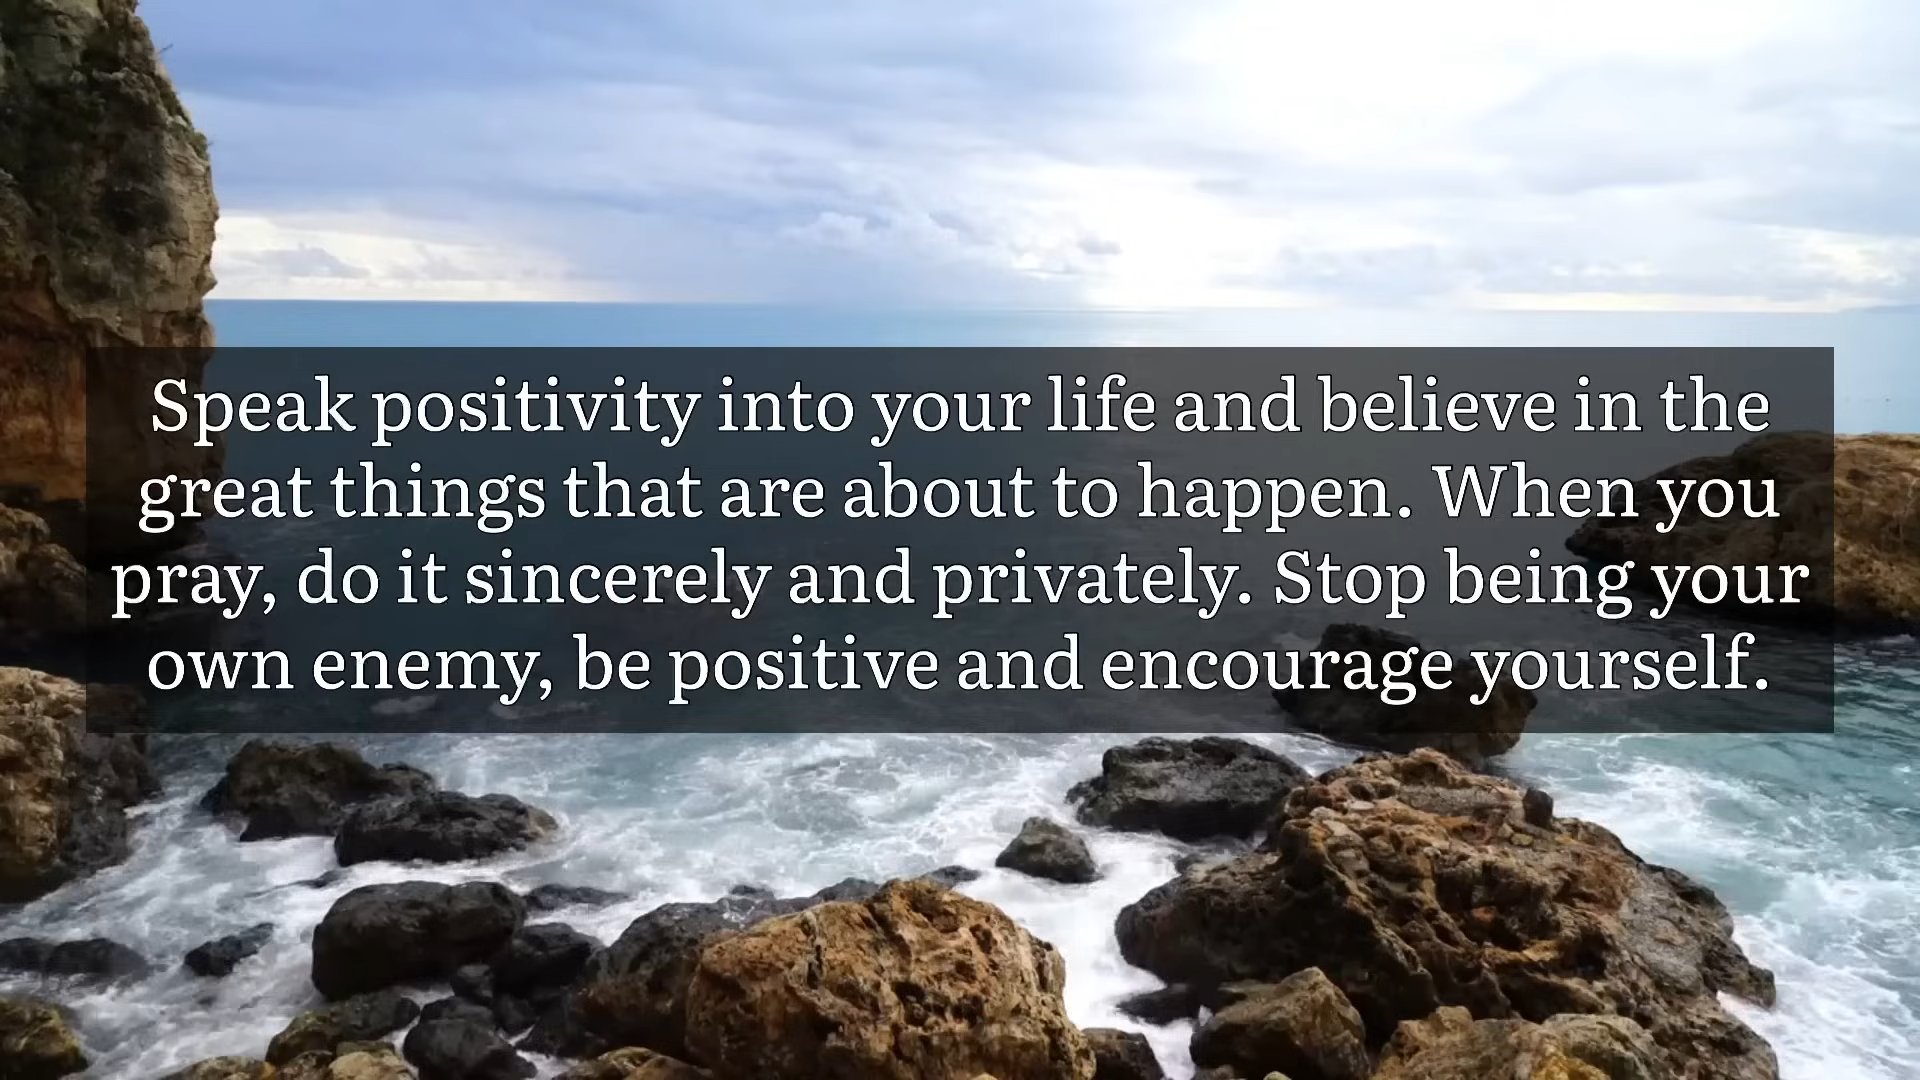 Speak positivity into your life and believe in the
great things that are about to happen. When you
pray, do it sincerely and privately. Stop being your
own enemy, be positive and encourage yourself.